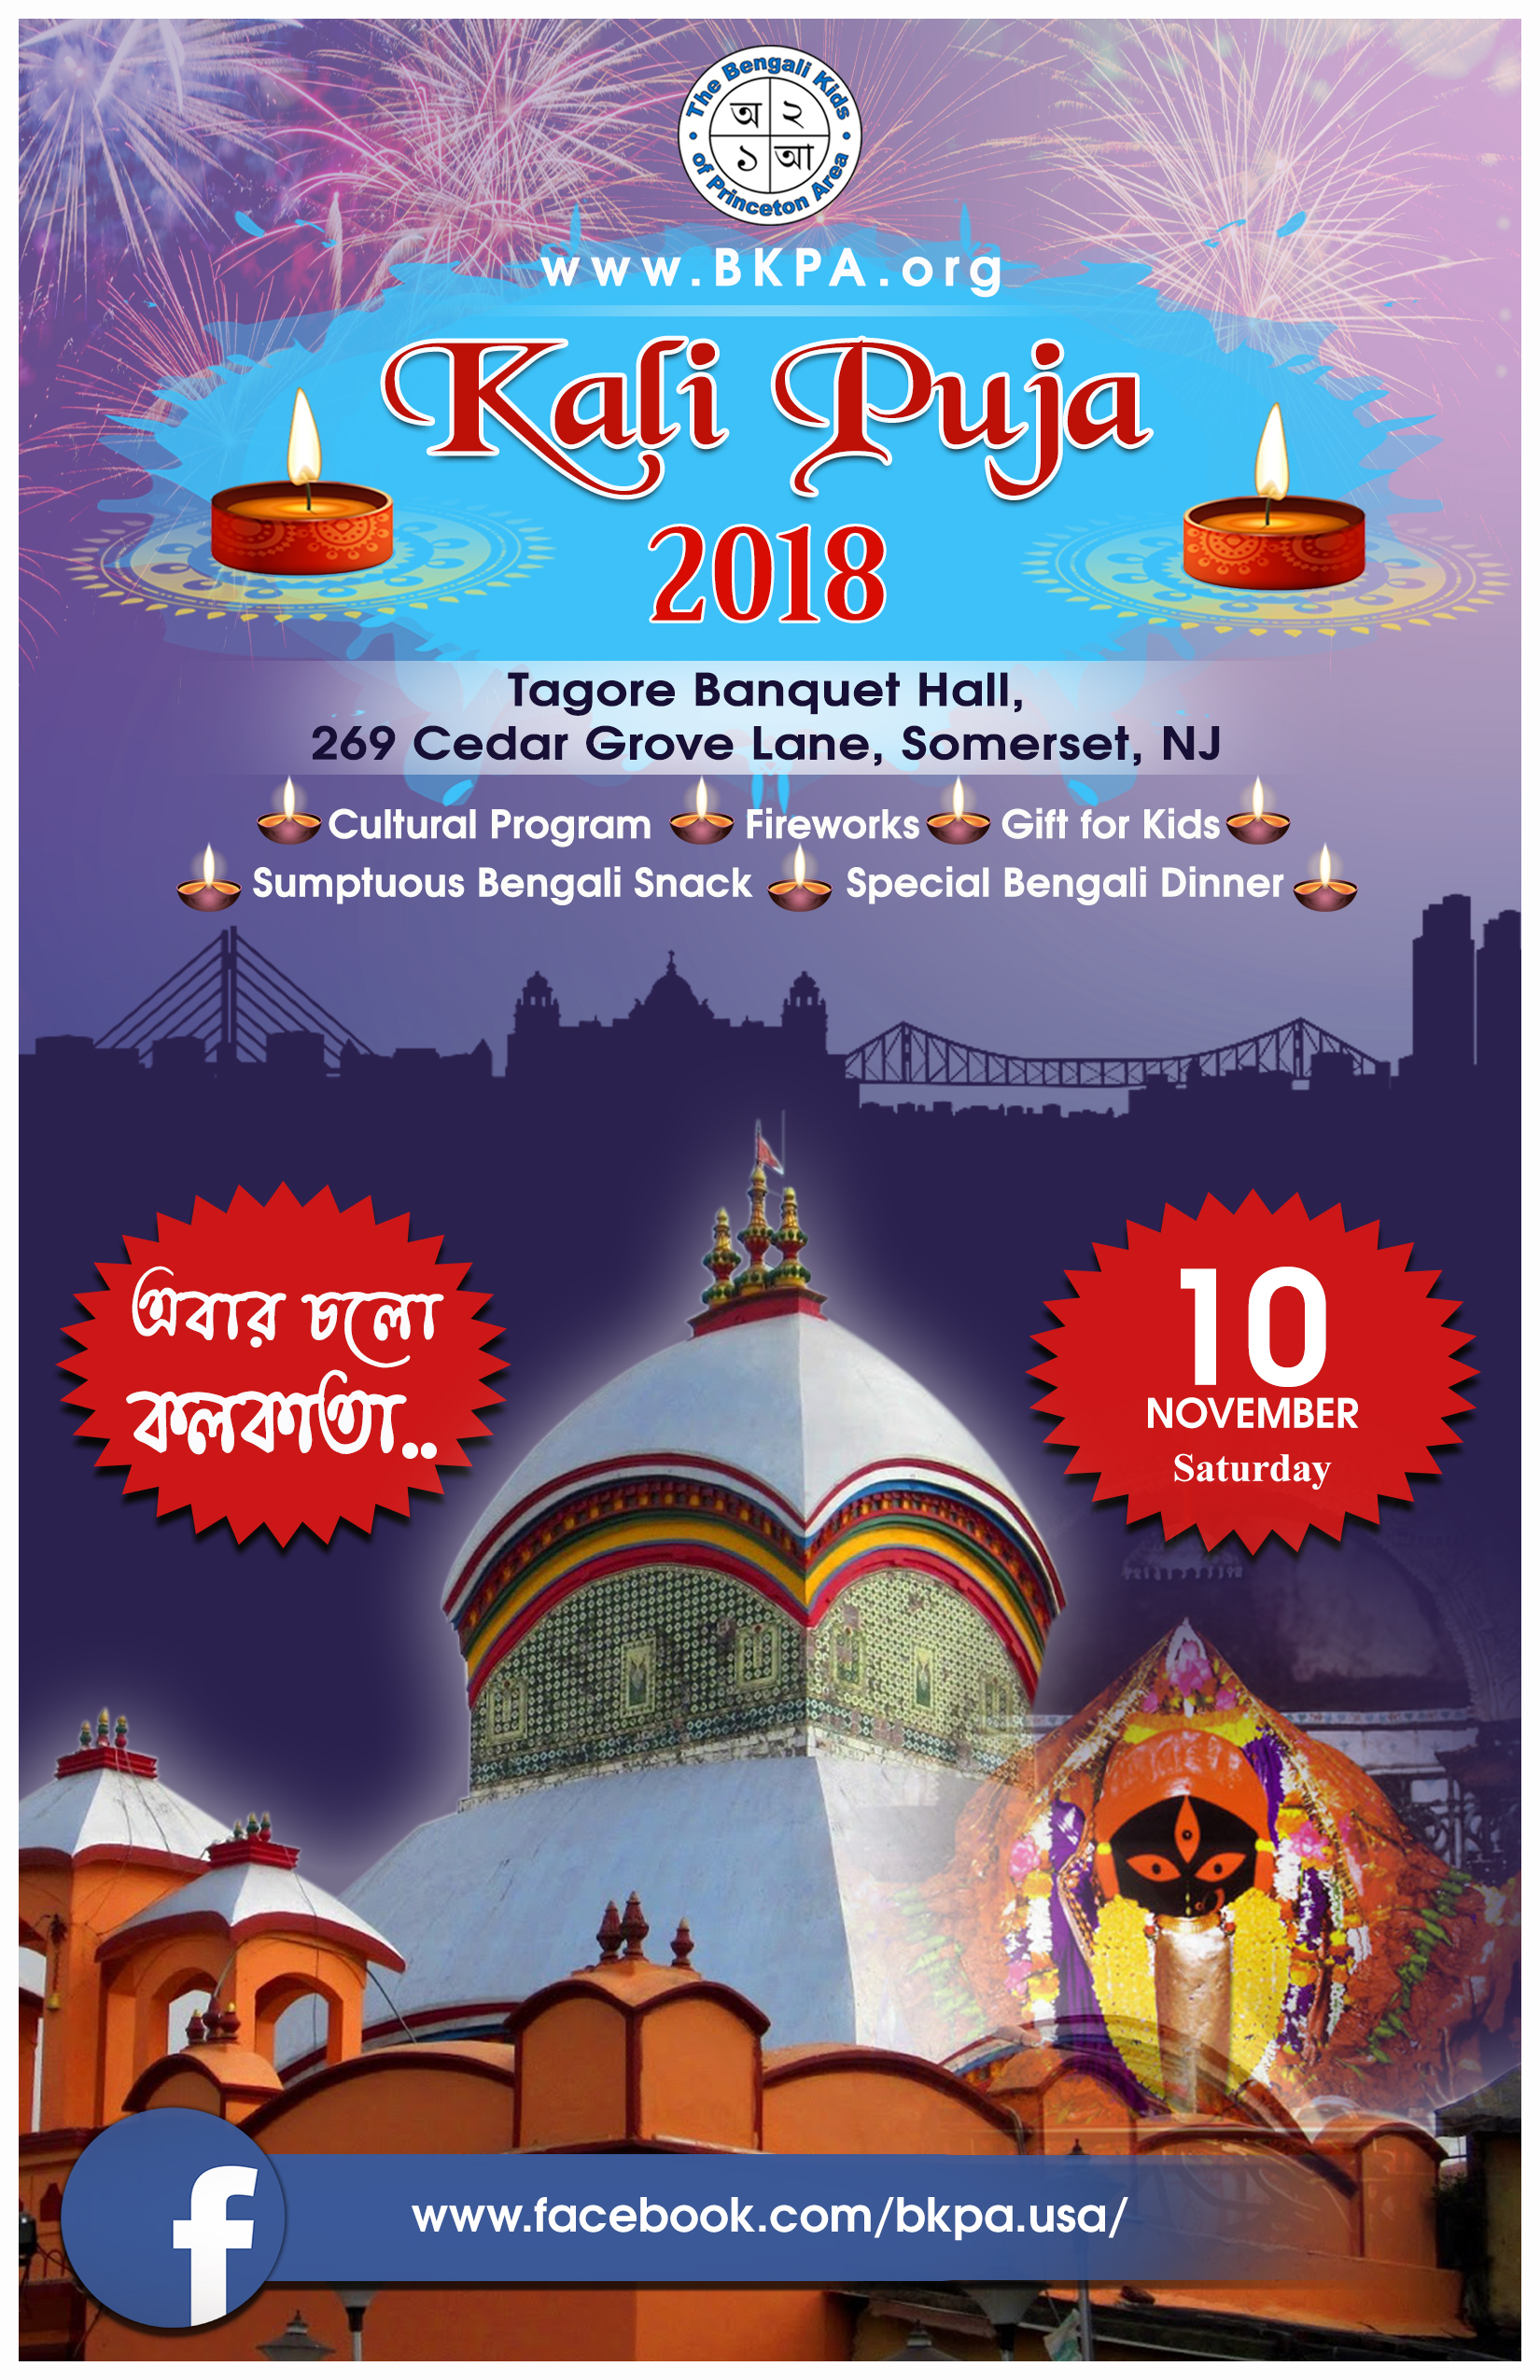 The Bengali Kids
অ ২
১ আ
of Princeton Area
www.BKPA.org
Kali Puja
2018
Tagore Banquet Hall,
269 Cedar Grove Lane, Somerset, NJ
Cultural Program Fireworks Gift for Kids
Sumptuous Bengali Snack Special Bengali Dinner
এবার চলো
কলকাতা..
10
NOVEMBER
Saturday
f
www.facebook.com/bkpa.usa/